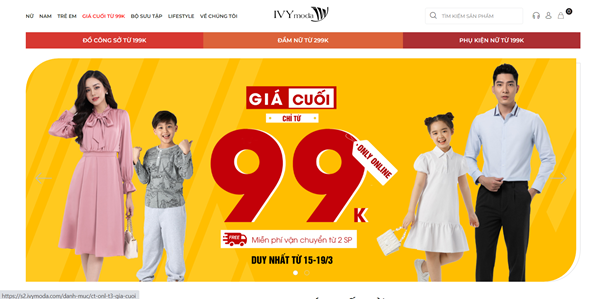 NỮ NAM TRẺ EM GIÁ CUỐI TỪ 99K BỘ SƯU TẬP LIFESTYLE VỀ CHÚNG TÔI
IVY moda
TÌM KIẾM SẢN PHẨM
0
ĐỒ CÔNG SỞ TỪ 199K
ĐẦM NỮ TỪ 299K
PHỤ KIỆN NỮ TỪ 199K
GIÁ CUỐI
CHỈ TỪ
99K
ONLY ONLINE
FREE
Miễn phí vận chuyển từ 2 SP
DUY NHẤT TỪ 15-19/3
https://s2.ivymoda.com/danh-muc/ct-onl-t3-gia-cuoi